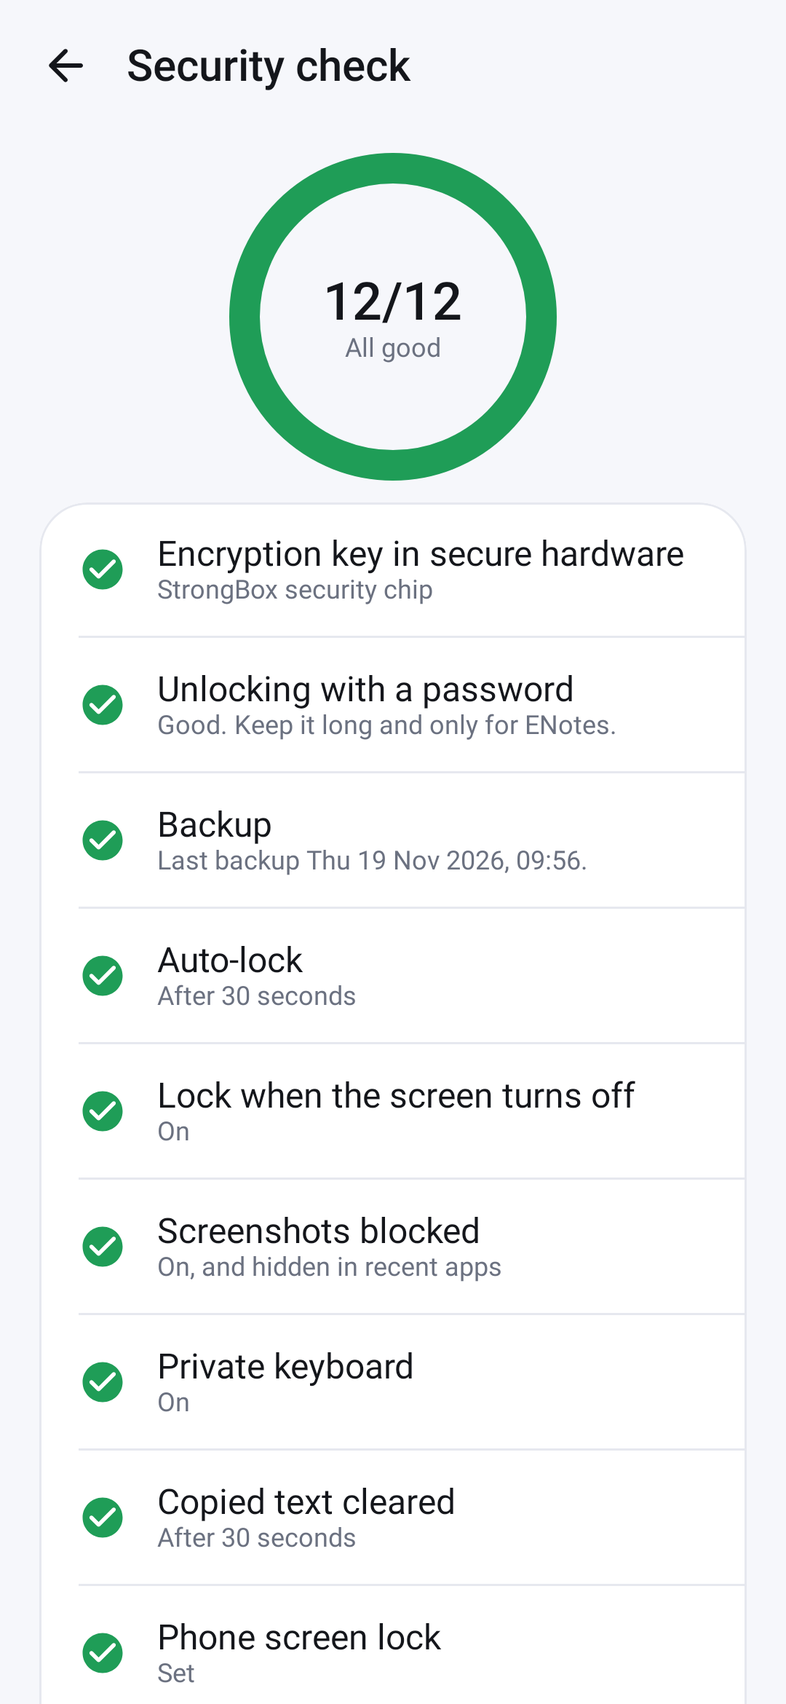 Security check
12/12
All good
Encryption key in secure hardware
StrongBox security chip
Unlocking with a password
Good. Keep it long and only for ENotes.
Backup
Last backup Thu 19 Nov 2026, 09:56.
Auto-lock
After 30 seconds
Lock when the screen turns off
On
Screenshots blocked
On, and hidden in recent apps
Private keyboard
On
Copied text cleared
After 30 seconds
Phone screen lock
Set